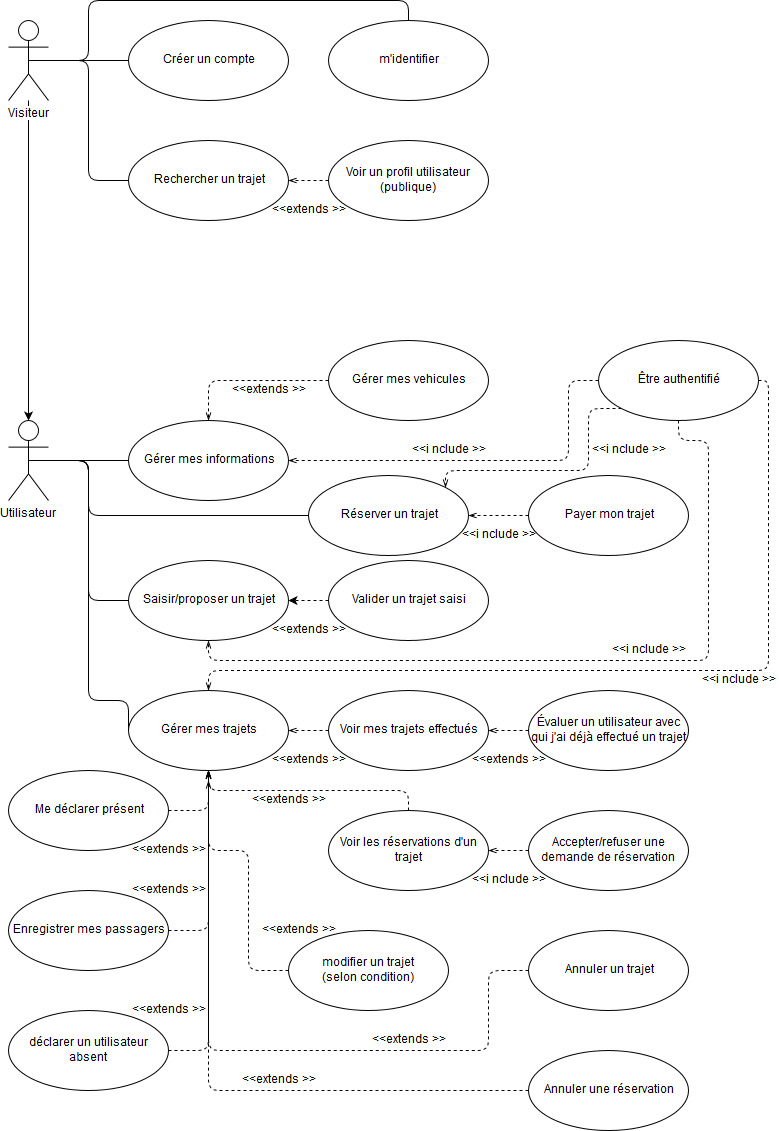 Créer un compte
m'identifier
Visiteur
Rechercher un trajet
Voir un profil utilisateur
(publique)
<<extends >>
Être authentifié
Gérer mes vehicules
<<extends >>
Gérer mes informations
<<i nclude >>
<<i nclude >>
Utilisateur
Réserver un trajet
Payer mon trajet
<<i nclude >>
Saisir/proposer un trajet
Valider un trajet saisi
<<extends >>
<<i nclude >>
<<i nclude >>
Gérer mes trajets
Voir mes trajets effectués
Évaluer un utilisateur avec
qui j'ai déjà effectué un trajet
<<extends >>
<<extends >>
Me déclarer présent
<<extends >>
<<extends >>
Voir les réservations d'un
trajet
Accepter/refuser une
demande de réservation
<<i nclude >>
<<extends >>
Enregistrer mes passagers
<<extends >>
modifier un trajet
(selon condition)
Annuler un trajet
<<extends >>
déclarer un utilisateur
absent
<<extends >>
<<extends >>
Annuler une réservation